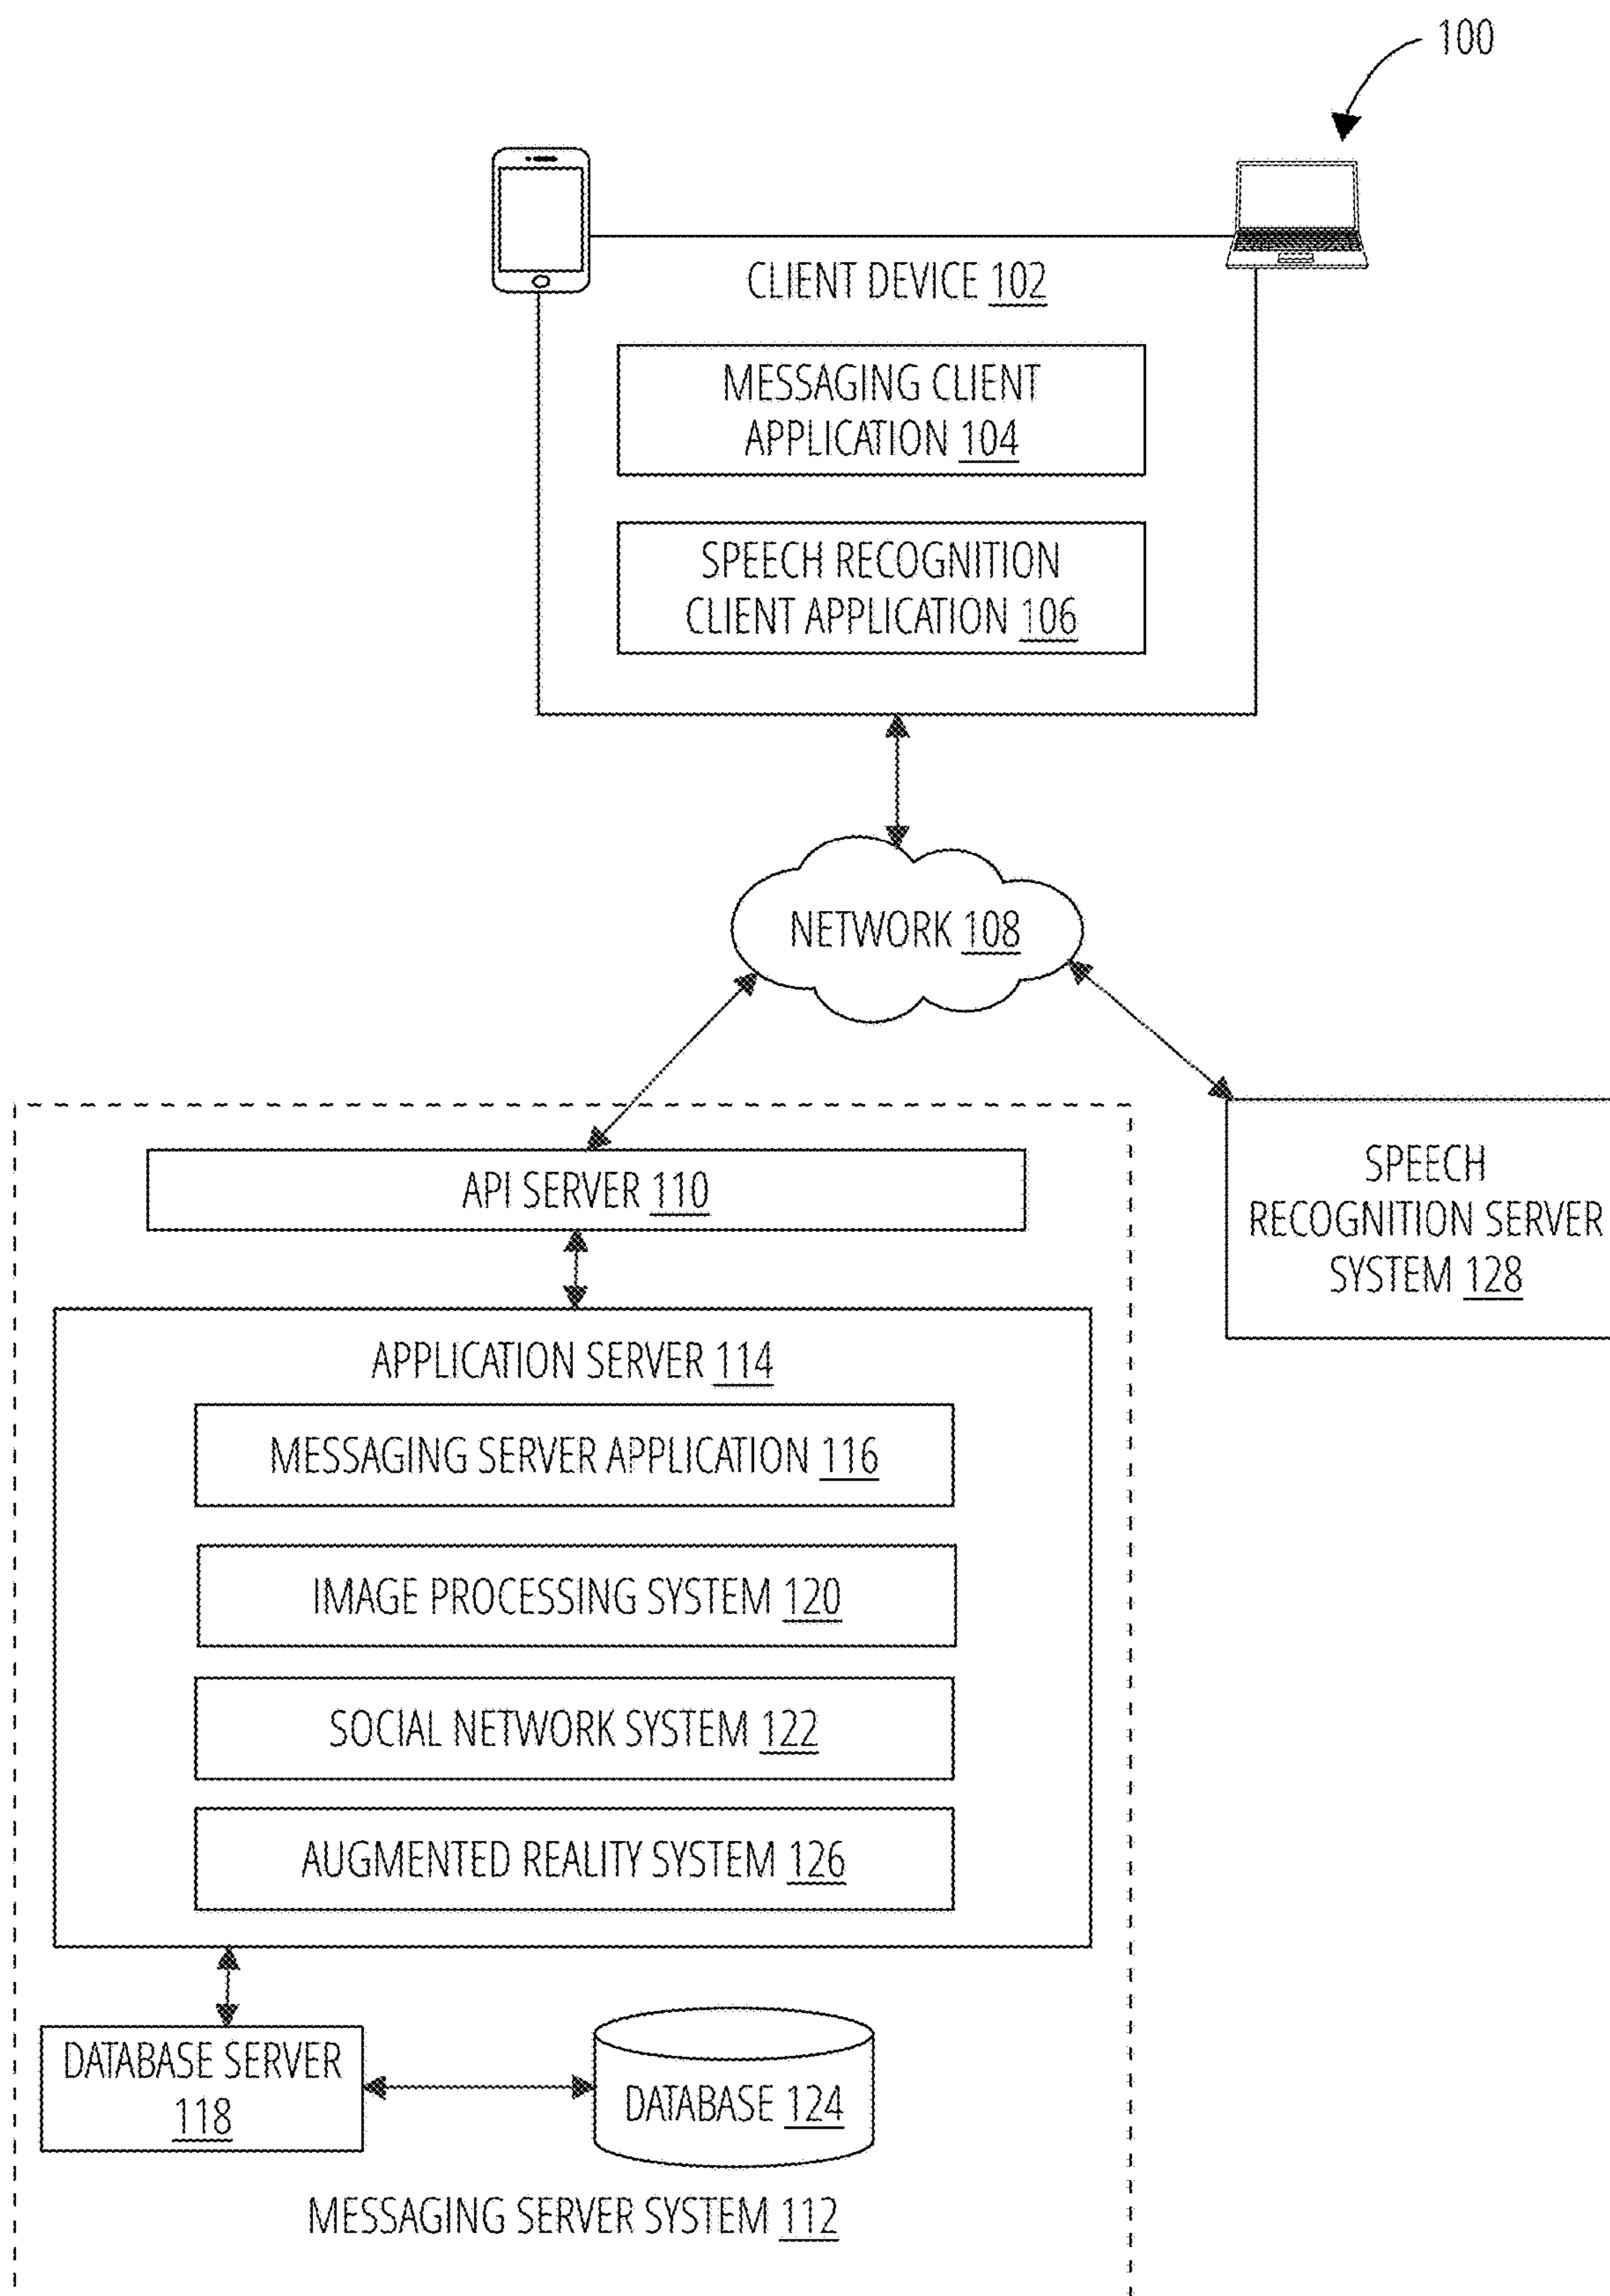 100
CLIENT DEVICE 102
MESSAGING CLIENT
APPLICATION 104
SPEECH RECOGNITION
CLIENT APPLICATION 106
NETWORK 108
API SERVER 110
SPEECH
RECOGNITION SERVER
SYSTEM 128
APPLICATION SERVER 114
MESSAGING SERVER APPLICATION 116
IMAGE PROCESSING SYSTEM 120
SOCIAL NETWORK SYSTEM 122
AUGMENTED REALITY SYSTEM 126
DATABASE SERVER
118
DATABASE 124
MESSAGING SERVER SYSTEM 112